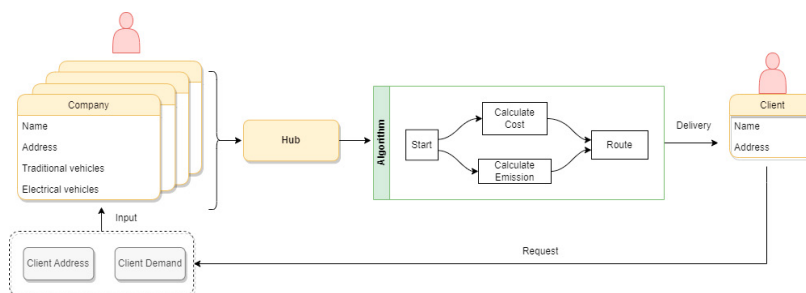 Company
Name
Address
Traditional vehicles
Electrical vehicles
Input
Client Address
Client Demand
Hub
Algorithm
Start
Calculate
Cost
Calculate
Emission
Route
Delivery
Client
Name
Address
Request